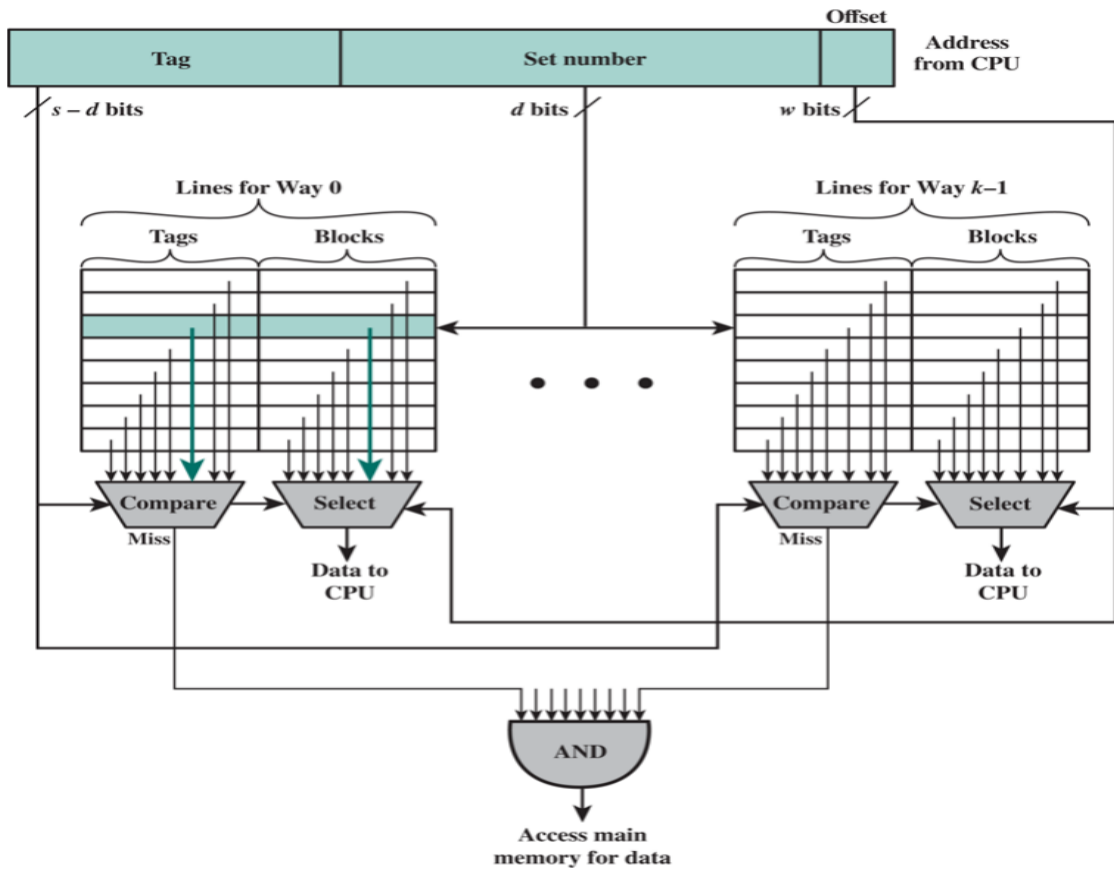 Offset
Tag
Set number
Address
from CPU
s – d bits
d bits
w bits
Lines for Way 0
Lines for Way k–1
Tags
Blocks
Tags
Blocks
Compare
Select
Compare
Select
Miss
Miss
Data to
CPU
Data to
CPU
AND
Access main
memory for data